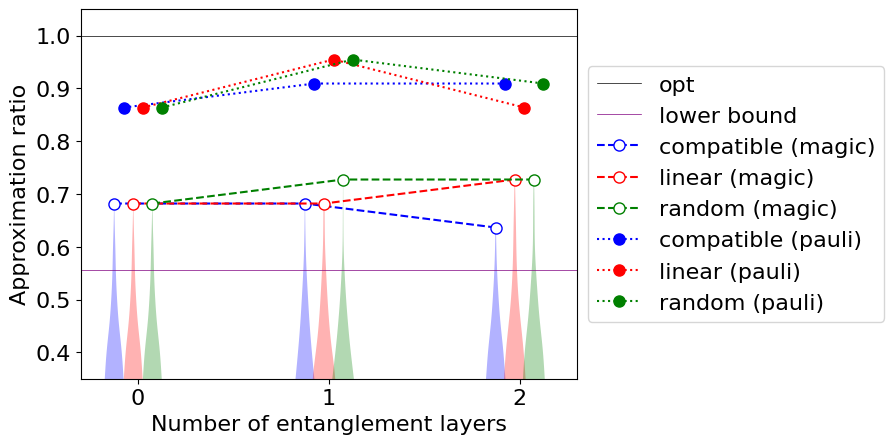 1.0
0.9
0.8
0.7
0.6
0.5
0.4
Approximation ratio
0 1 2
Number of entanglement layers
opt
lower bound
compatible (magic)
linear (magic)
random (magic)
compatible (pauli)
linear (pauli)
random (pauli)